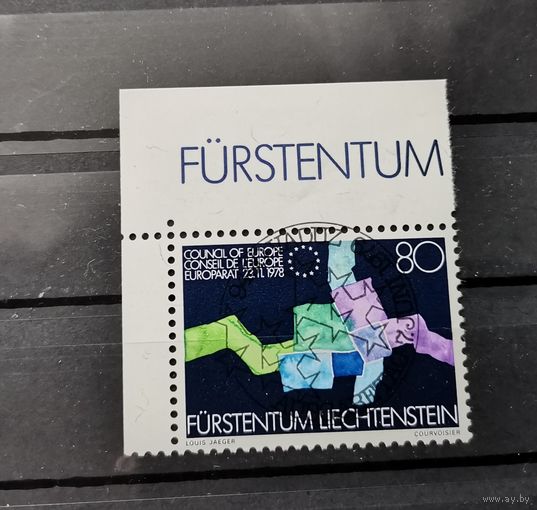 FÜRSTENTUM
COUNCIL OF EUROPE
CONSEIL DE L'EUROPE
EUROPARAT 23.11.1978
80
FÜRSTENTUM LIECHTENSTEIN
LOUIS JAEGER
COURVOISIER
www.ay.by